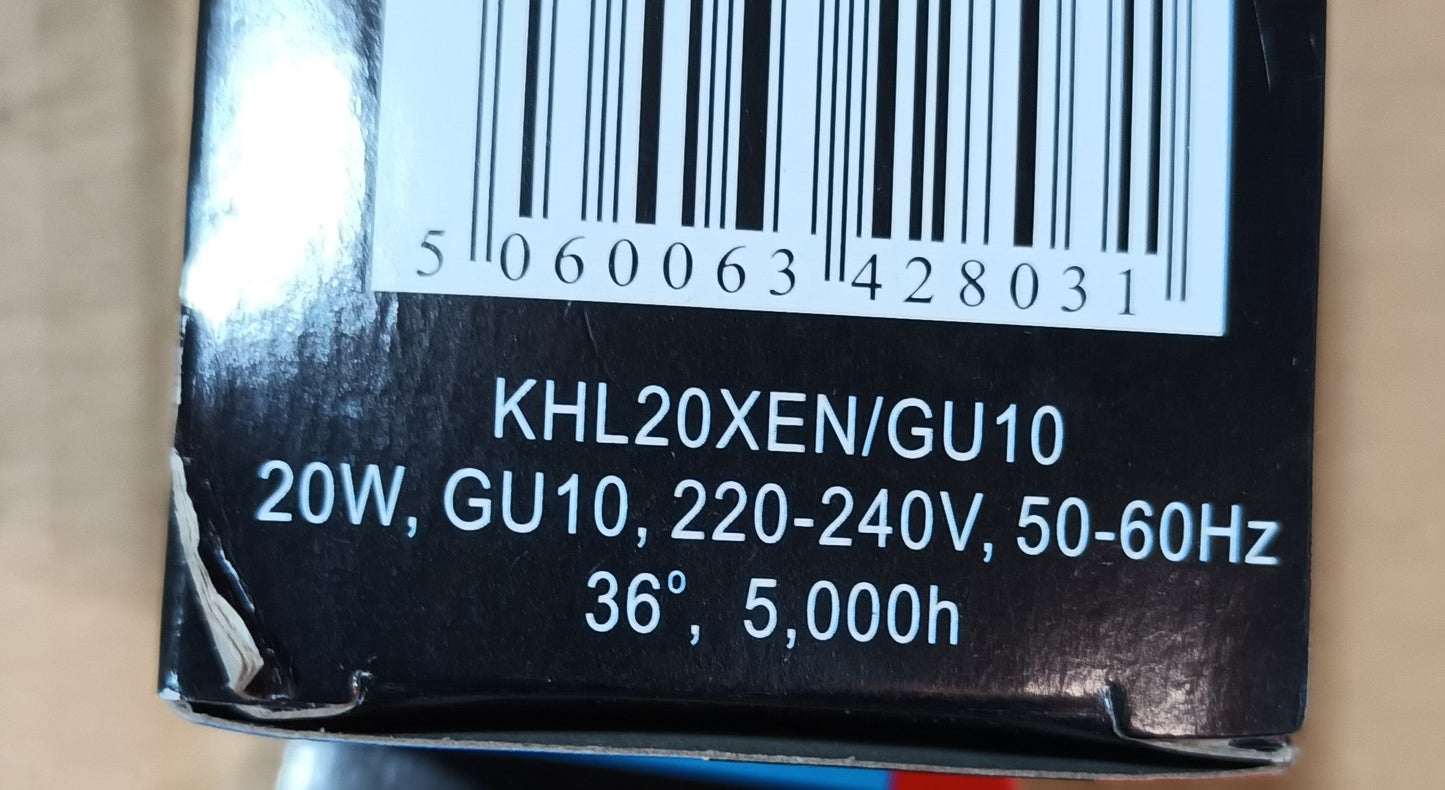 5 060063 428031
KHL20XEN/GU10
20W, GU10, 220-240V, 50-60Hz
36°, 5,000h